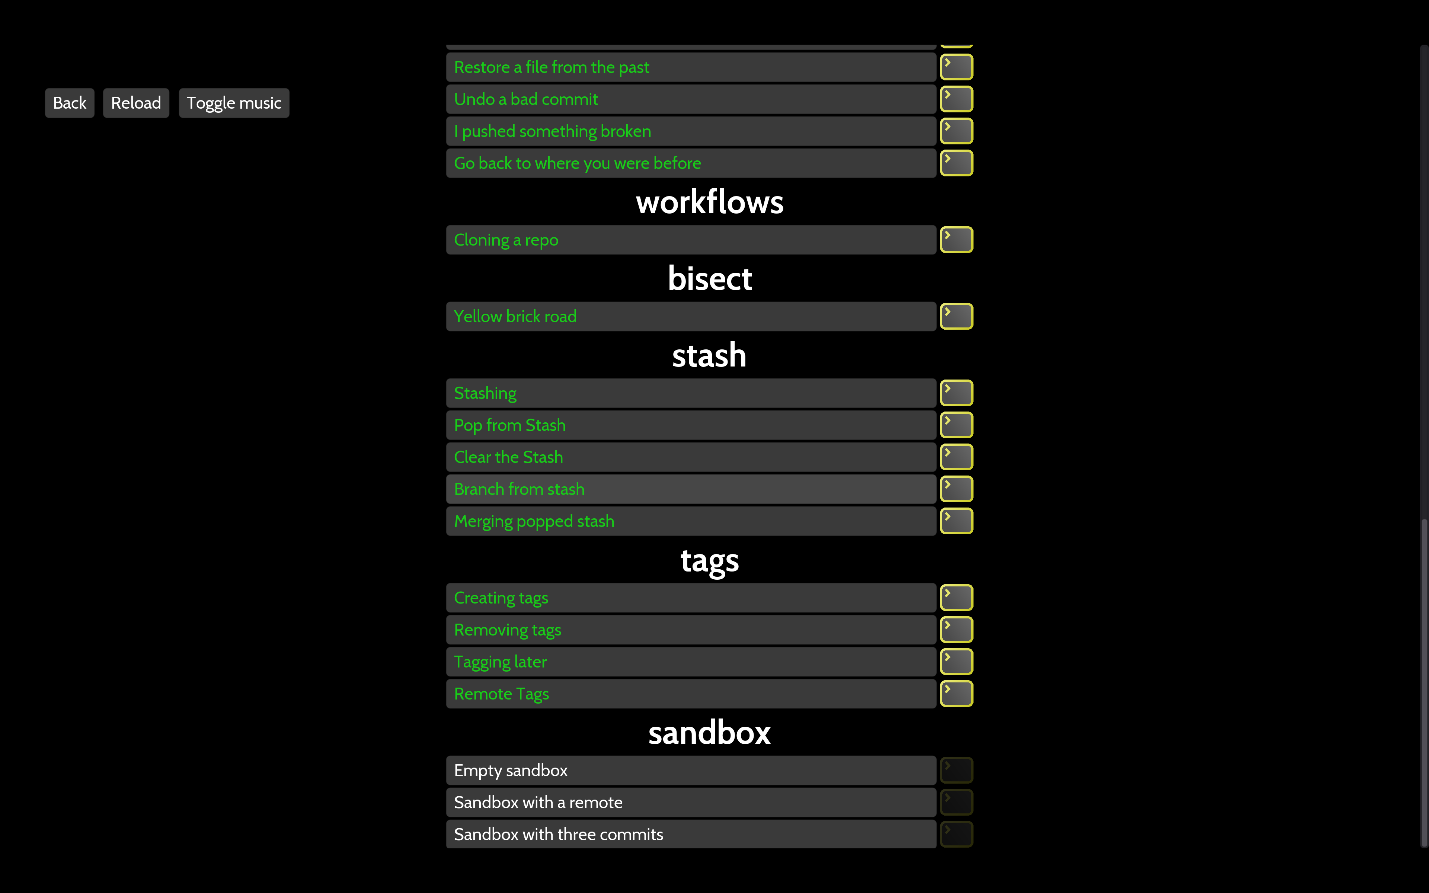 Back Reload Toggle music
Restore a file from the past
Undo a bad commit
I pushed something broken
Go back to where you were before
workflows
Cloning a repo
bisect
Yellow brick road
stash
Stashing
Pop from Stash
Clear the Stash
Branch from stash
Merging popped stash
tags
Creating tags
Removing tags
Tagging later
Remote Tags
sandbox
Empty sandbox
Sandbox with a remote
Sandbox with three commits